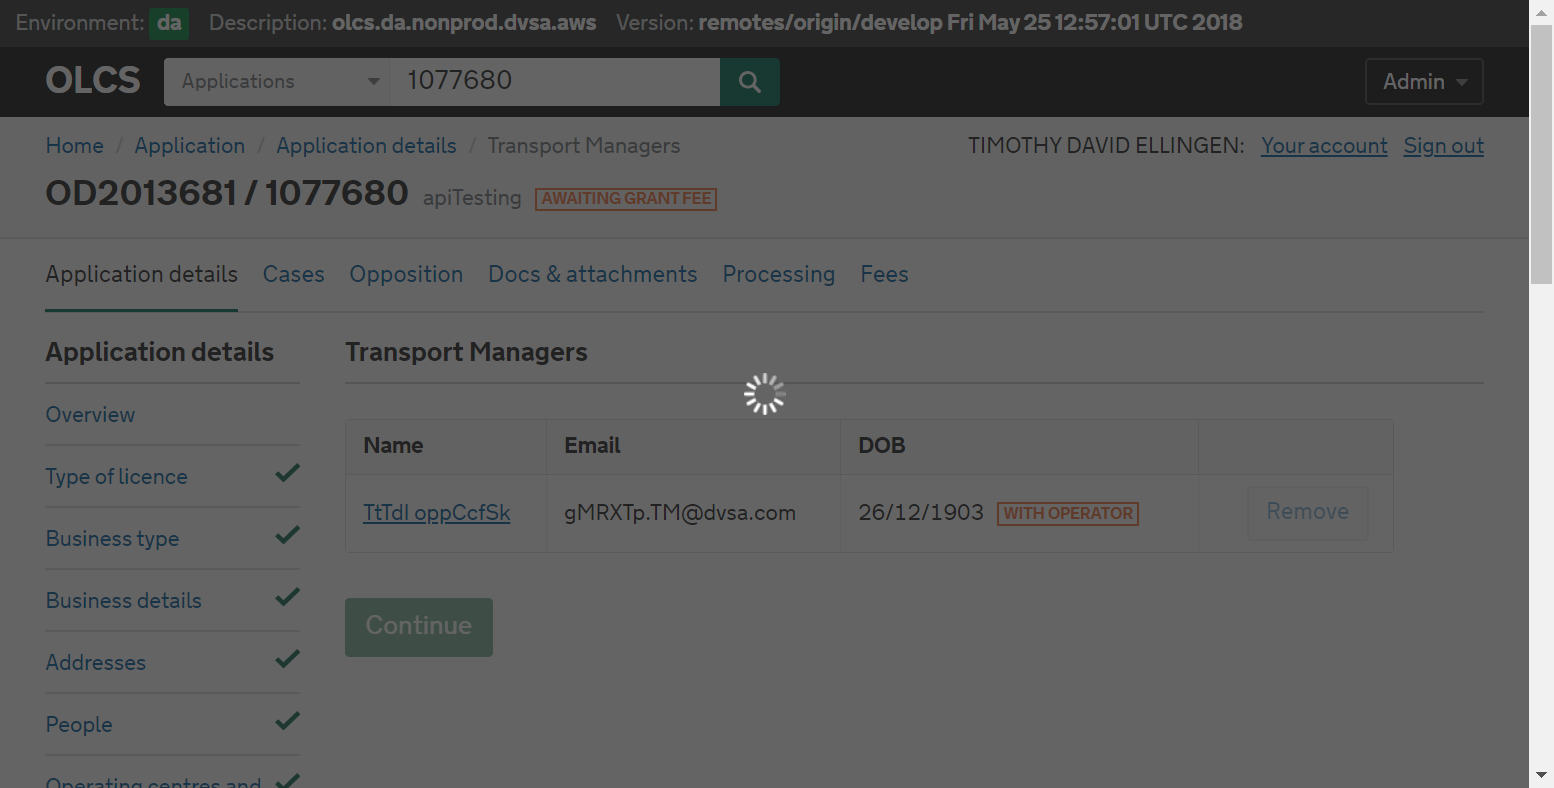 Environment: da Description: olcs.da.nonprod.dvsa.aws Version: remotes/origin/develop Fri May 25 12:57:01 UTC 2018
OLCS Applications 1077680 Admin
Home / Application / Application details / Transport Managers TIMOTHY DAVID ELLINGEN: Your account Sign out
OD2013681 / 1077680 apiTesting AWAITING GRANT FEE
Application details Cases Opposition Docs & attachments Processing Fees
Application details
Overview
Type of licence
Business type
Business details
Addresses
People
Operating centres and
Transport Managers
Name Email DOB
TtTdI oppCcfSk gMRXTp.TM@dvsa.com 26/12/1903 WITH OPERATOR Remove
Continue